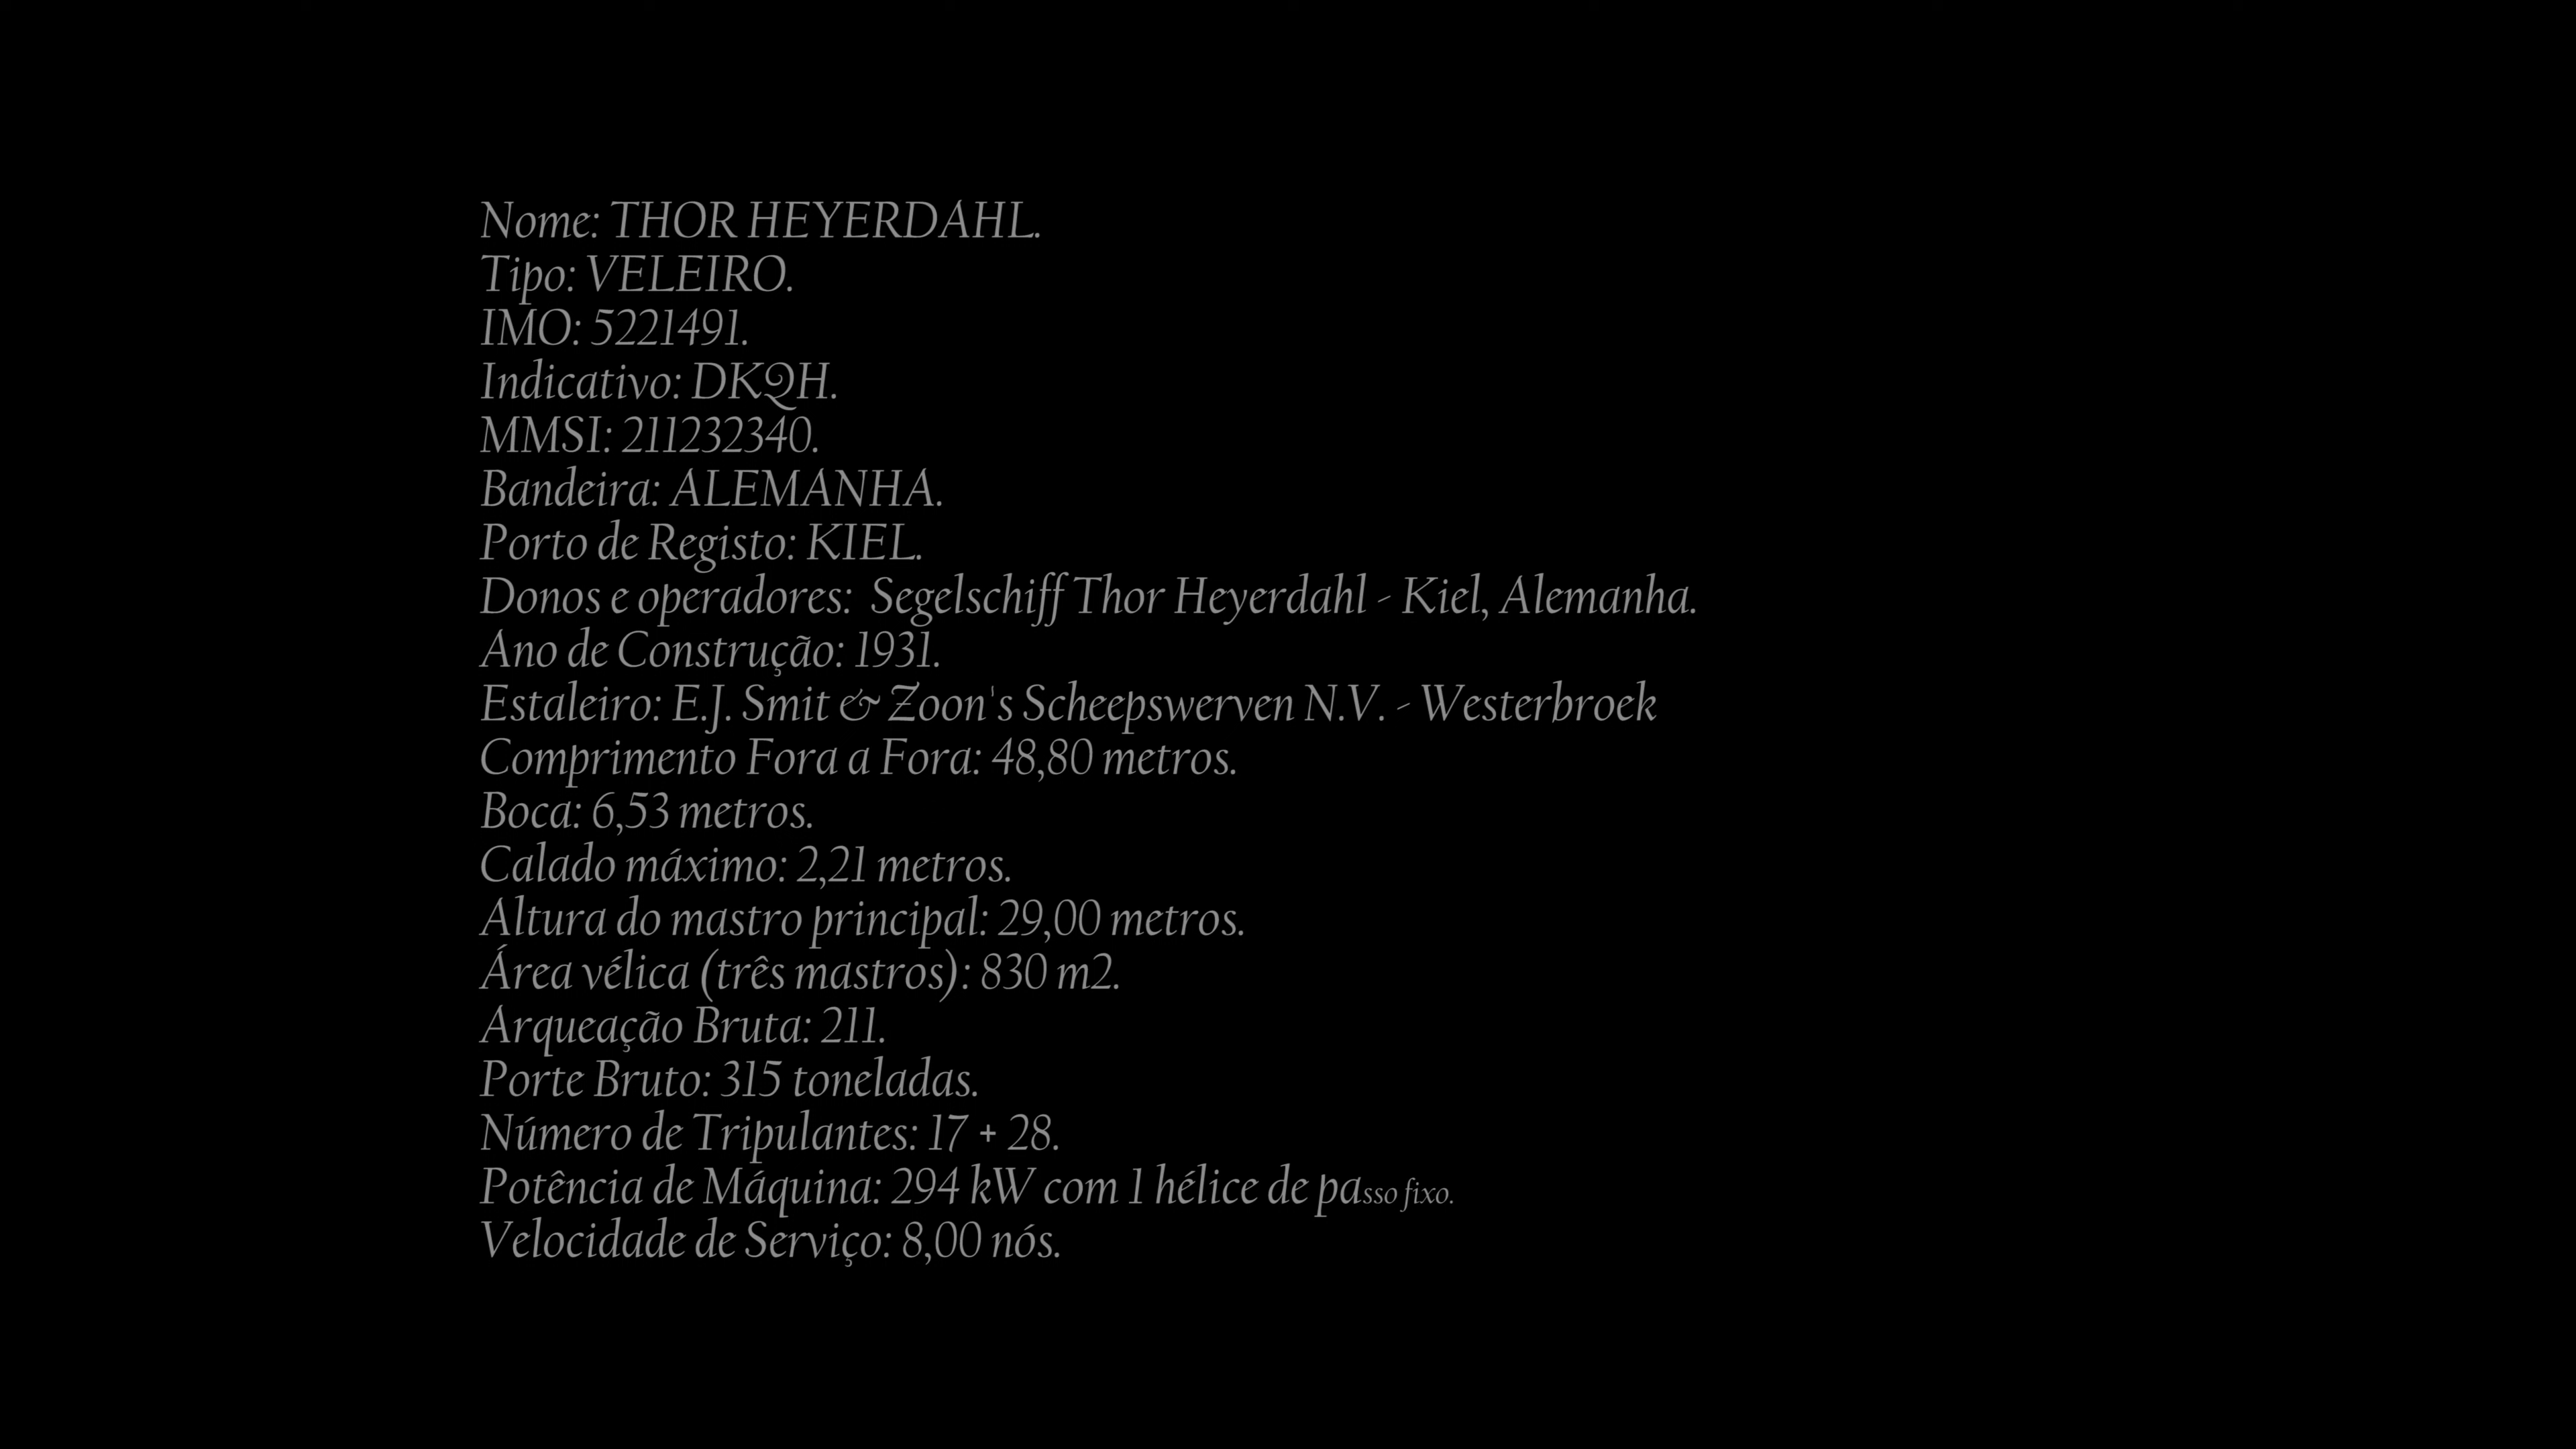 Nome: THOR HEYERDAHL.
Tipo: VELEIRO.
IMO: 5221491.
Indicativo: DKQH.
MMSI: 211232340.
Bandeira: ALEMANHA.
Porto de Registo: KIEL.
Donos e operadores:  Segelschiff Thor Heyerdahl - Kiel, Alemanha.
Ano de Construção: 1931.
Estaleiro: E.J. Smit & Zoon's Scheepswerven N.V. - Westerbroek
Comprimento Fora a Fora: 48,80 metros.
Boca: 6,53 metros.
Calado máximo: 2,21 metros.
Altura do mastro principal: 29,00 metros.
Área vélica (três mastros): 830 m2.
Arqueação Bruta: 211.
Porte Bruto: 315 toneladas.
Número de Tripulantes: 17 + 28.
Potência de Máquina: 294 kW com 1 hélice de passo fixo.
Velocidade de Serviço: 8,00 nós.